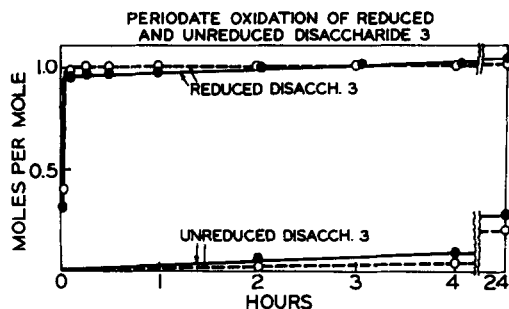 PERIODATE OXIDATION OF REDUCED
AND UNREDUCED DISACCHARIDE 3
MOLES PER MOLE
1.0
0.5
REDUCED DISACCH. 3
UNREDUCED DISACCH. 3
0 1 2 3 4 24
HOURS